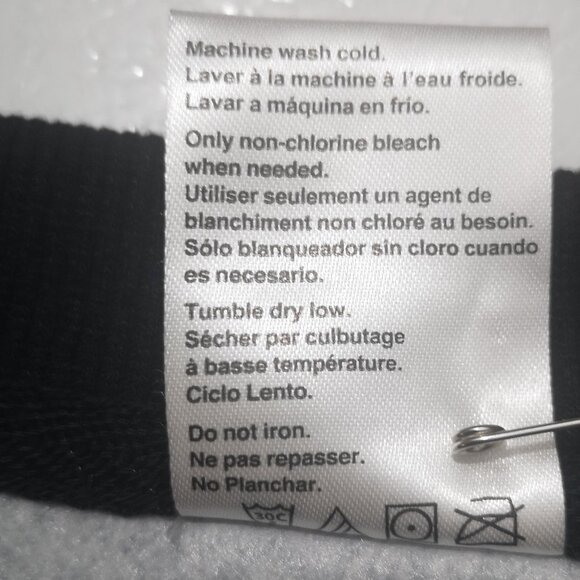 Machine wash cold.
Laver à la machine à l'eau froide.
Lavar a máquina en frío.
Only non-chlorine bleach
when needed.
Utiliser seulement un agent de
blanchiment non chloré au besoin.
Sólo blanqueador sin cloro cuando
es necesario.
Tumble dry low.
Sécher par culbutage
à basse température.
Ciclo Lento.
Do not iron.
Ne pas repasser.
No Planchar.
30C